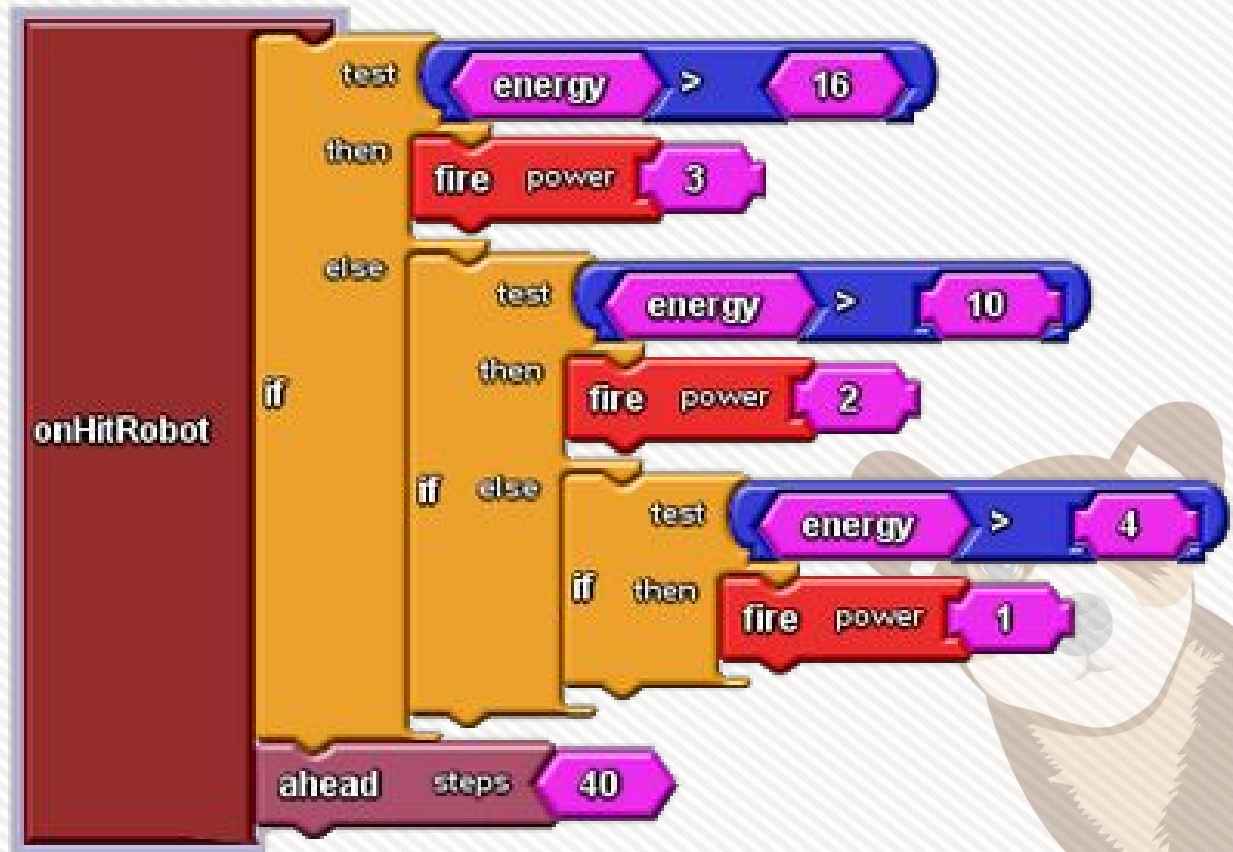 test energy > 16
then fire power 3
else test energy > 10
then fire power 2
if
onHitRobot
if else test energy > 4
if then fire power 1
ahead steps 40